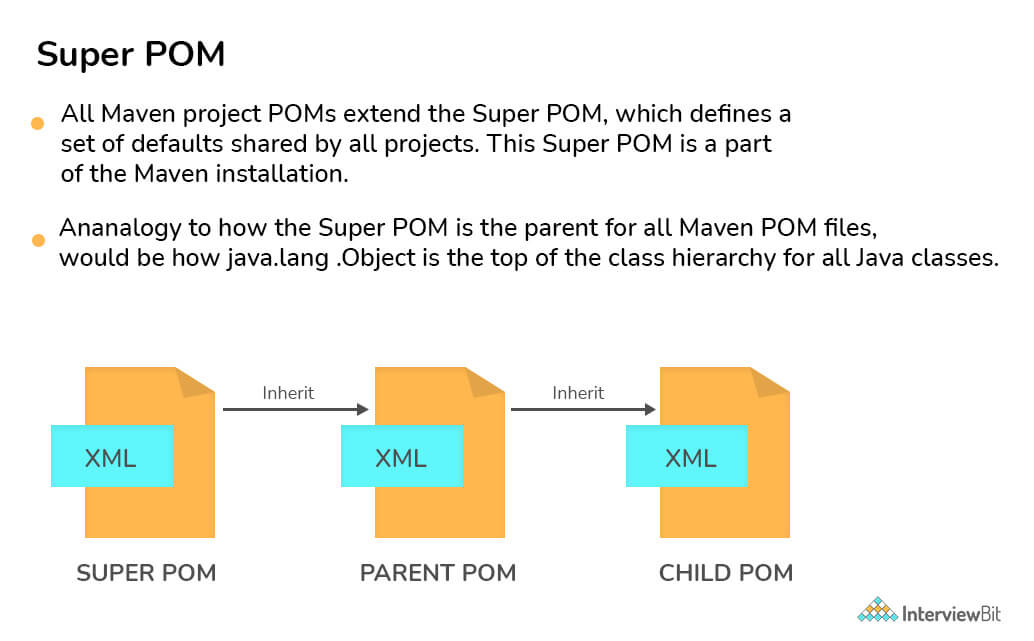 Super POM
All Maven project POMs extend the Super POM, which defines a
set of defaults shared by all projects. This Super POM is a part
of the Maven installation.
Ananalogy to how the Super POM is the parent for all Maven POM files,
would be how java.lang .Object is the top of the class hierarchy for all Java classes.
Inherit
Inherit
XML
XML
XML
SUPER POM
PARENT POM
CHILD POM
InterviewBit